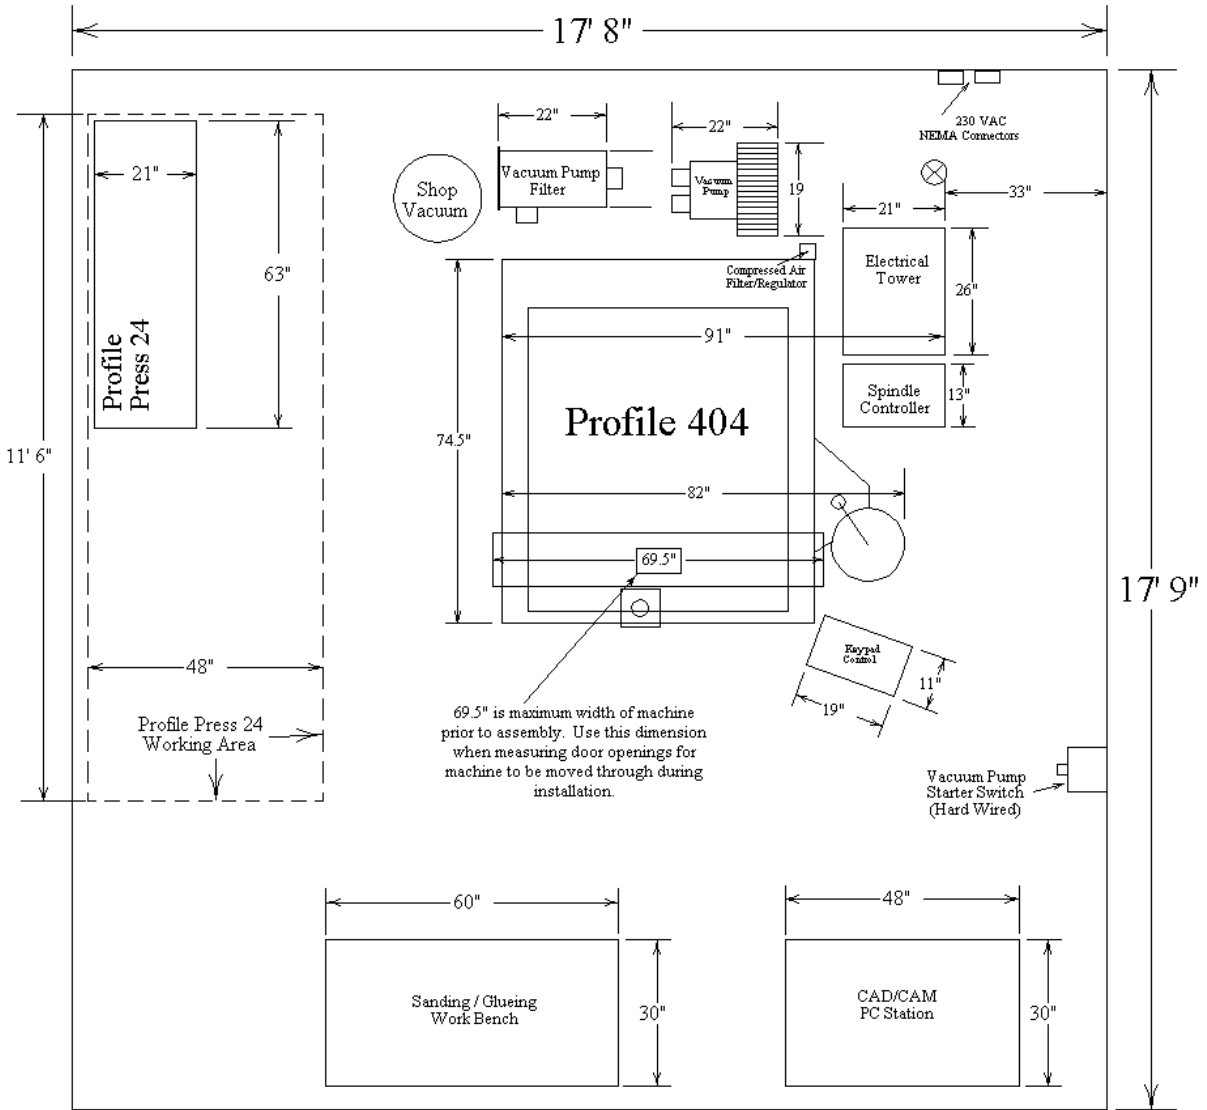 17' 8"
230 VAC
NEMA Connectors
22"
22"
21"
Shop
Vacuum
Vacuum Pump
Filter
Vacuum
Pump
19
33"
21"
63"
Compressed Air
Filter/Regulator
Electrical
Tower
26"
91"
Profile
Press 24
Spindle
Controller
13"
Profile 404
74.5"
11' 6"
82"
69.5"
17' 9"
Keypad
Control
11"
19"
48"
Profile Press 24
Working Area
69.5" is maximum width of machine
prior to assembly. Use this dimension
when measuring door openings for
machine to be moved through during
installation.
Vacuum Pump
Starter Switch
(Hard Wired)
60"
48"
Sanding / Glueing
Work Bench
30"
CAD/CAM
PC Station
30"